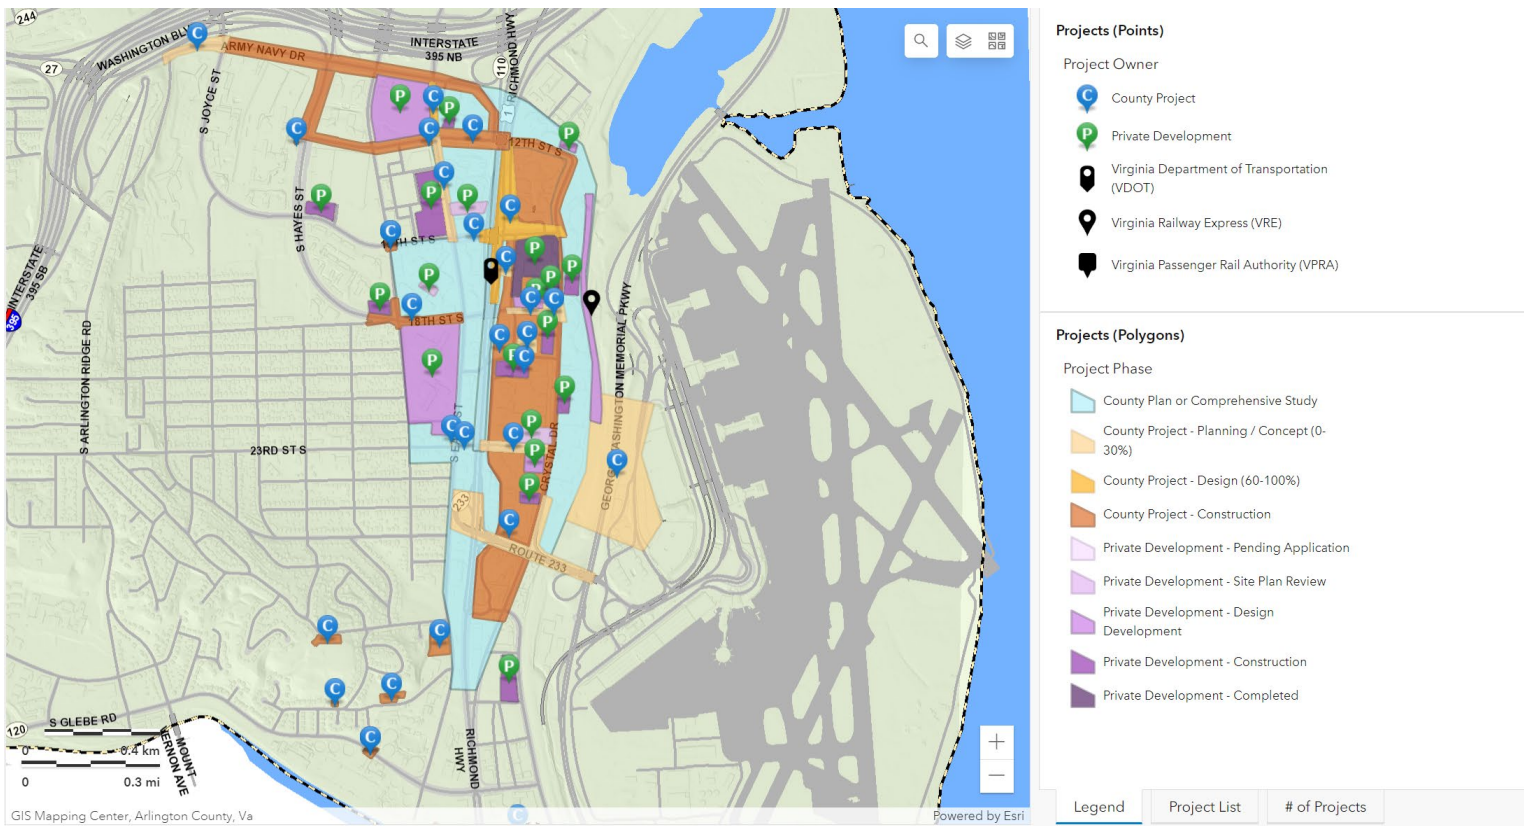 244
WASHINGTON BLV
ARMY NAVY DR
INTERSTATE
395 NB
110
RICHMOND HWY
27
S JOYCE ST
1
12TH ST S
S HAYES ST
TH ST S
INTERSTATE
395 SB
395
18TH ST S
S ARLINGTON RIDGE RD
GEORGE WASHINGTON MEMORIAL PKWY
23RD ST S
CRYSTAL DR
233
ROUTE 233
S GLEBE RD
120
MOUNT
VERNON AVE
RICHMOND
HWY
0 0.4 km
0 0.3 mi
GIS Mapping Center, Arlington County, Va
Powered by Esri
Projects (Points)
Project Owner
C County Project
P Private Development
Virginia Department of Transportation
(VDOT)
Virginia Railway Express (VRE)
Virginia Passenger Rail Authority (VPRA)
Projects (Polygons)
Project Phase
County Plan or Comprehensive Study
County Project - Planning / Concept (0-
30%)
County Project - Design (60-100%)
County Project - Construction
Private Development - Pending Application
Private Development - Site Plan Review
Private Development - Design
Development
Private Development - Construction
Private Development - Completed
Legend
Project List
# of Projects